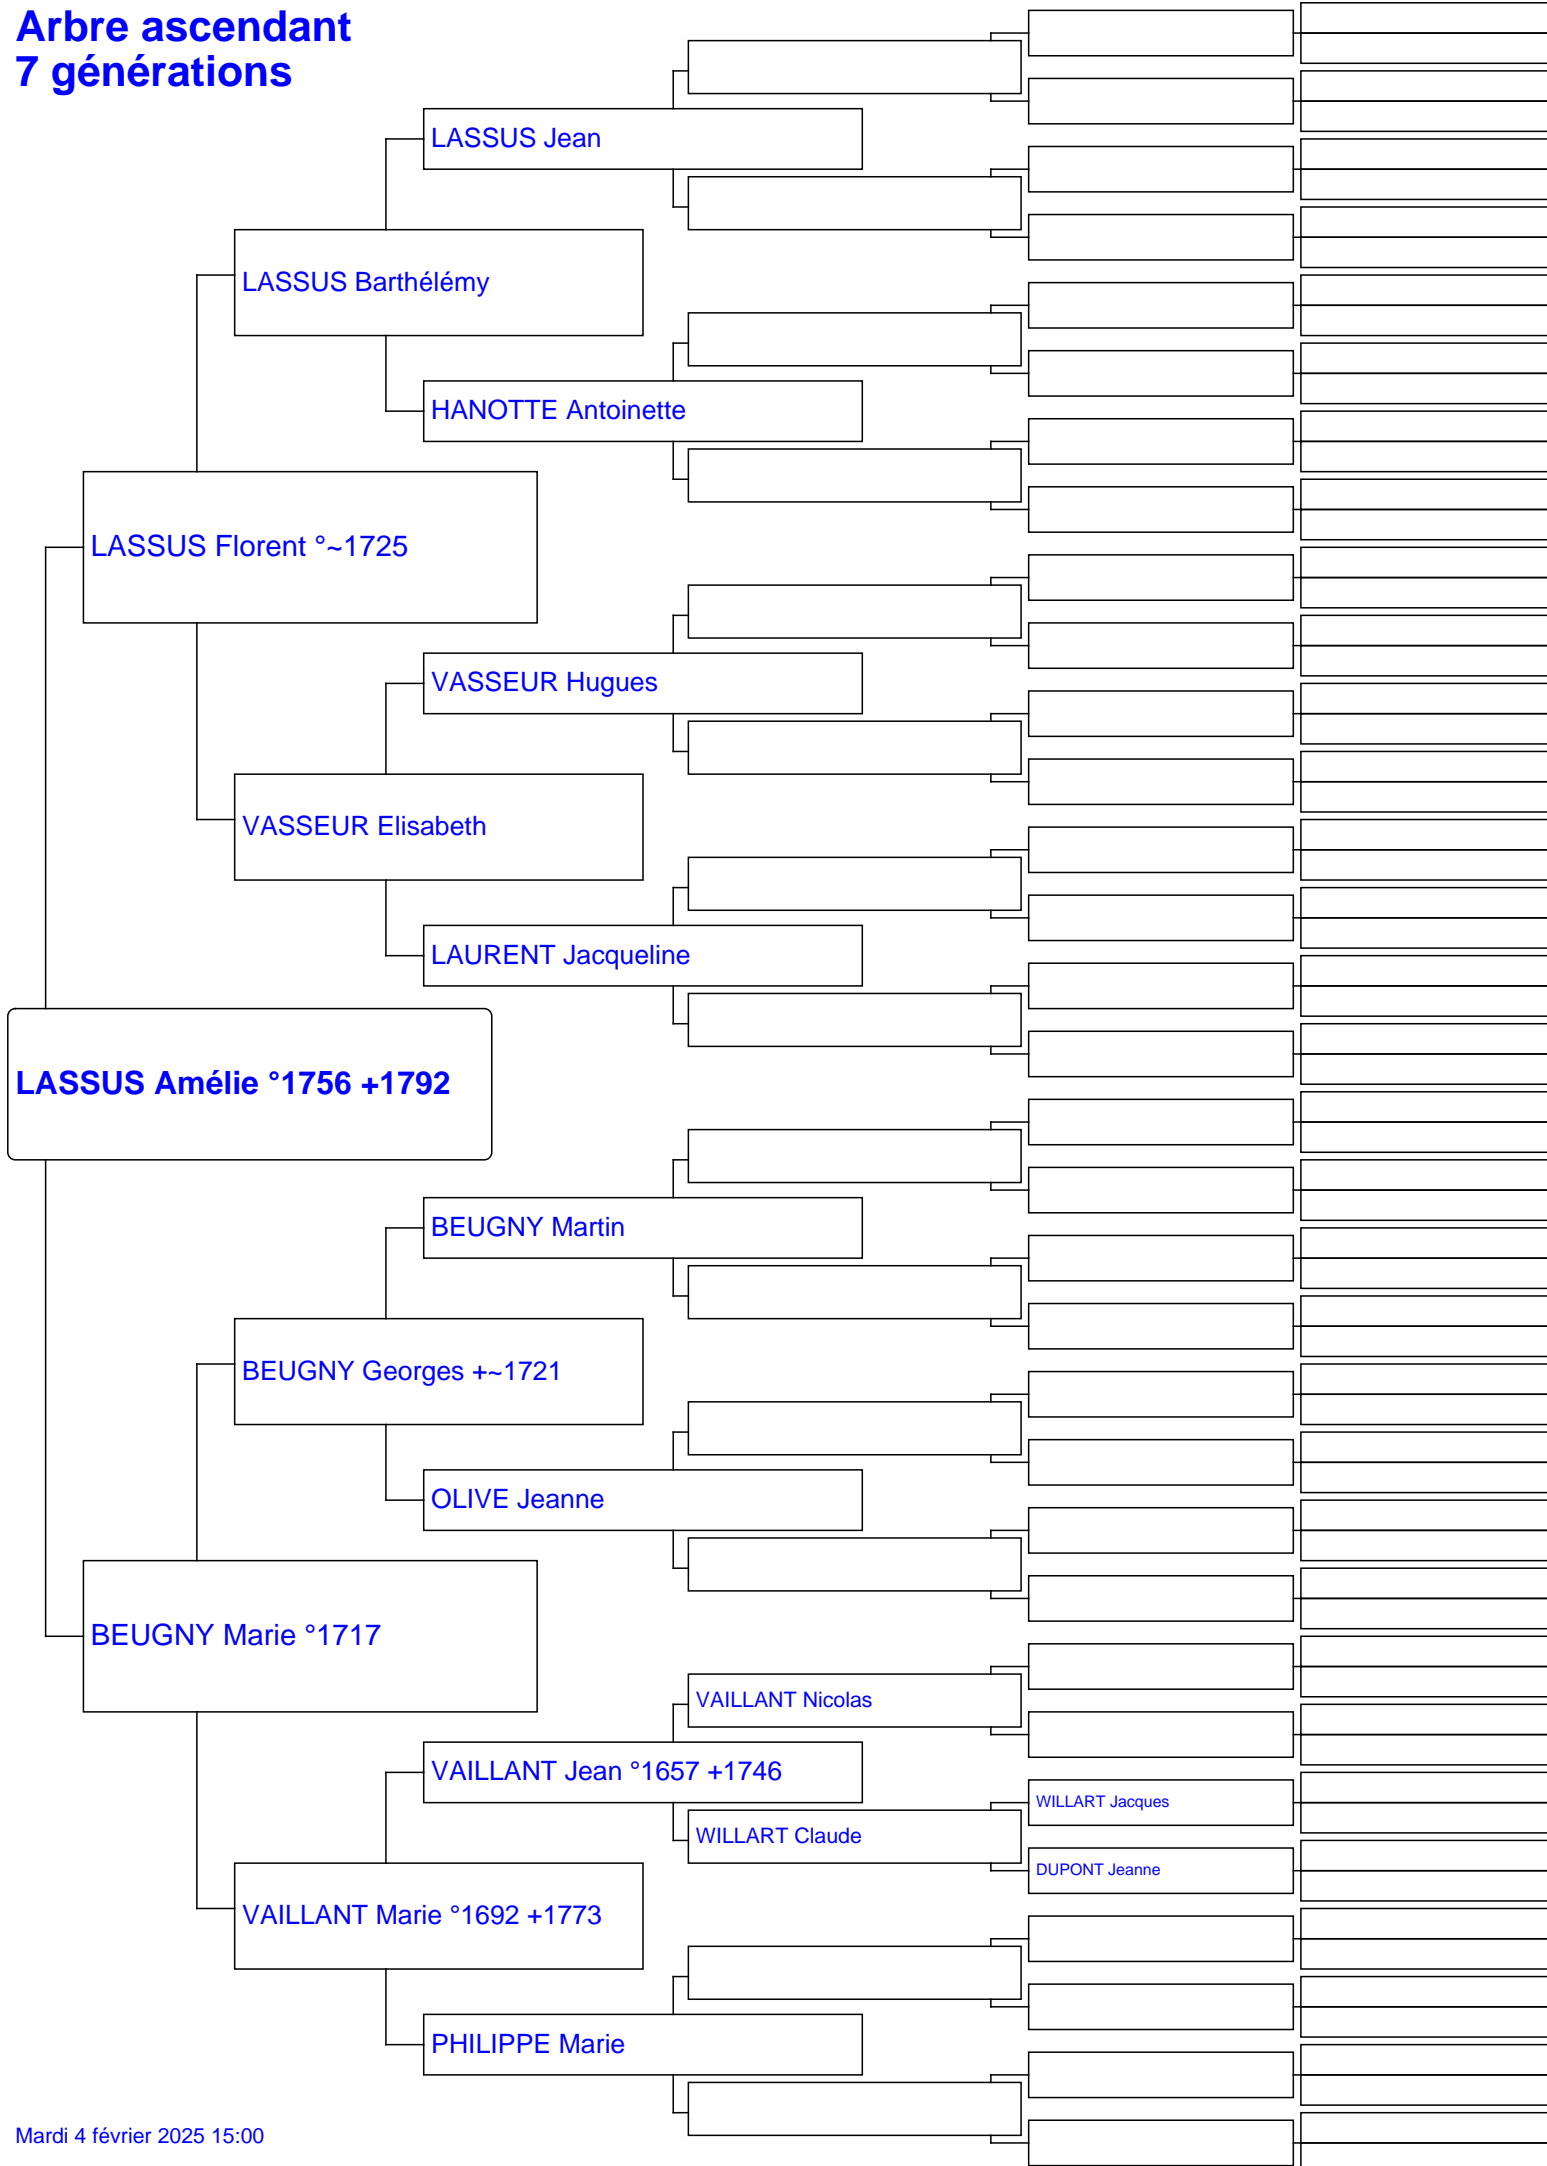 Arbre ascendant
7 générations
LASSUS Jean
LASSUS Barthélémy
HANOTTE Antoinette
LASSUS Florent °~1725
VASSEUR Hugues
VASSEUR Elisabeth
LAURENT Jacqueline
LASSUS Amélie °1756 +1792
BEUGNY Martin
BEUGNY Georges +~1721
OLIVE Jeanne
BEUGNY Marie °1717
VAILLANT Nicolas
VAILLANT Jean °1657 +1746
WILLART Jacques
WILLART Claude
DUPONT Jeanne
VAILLANT Marie °1692 +1773
PHILIPPE Marie
Mardi 4 février 2025 15:00